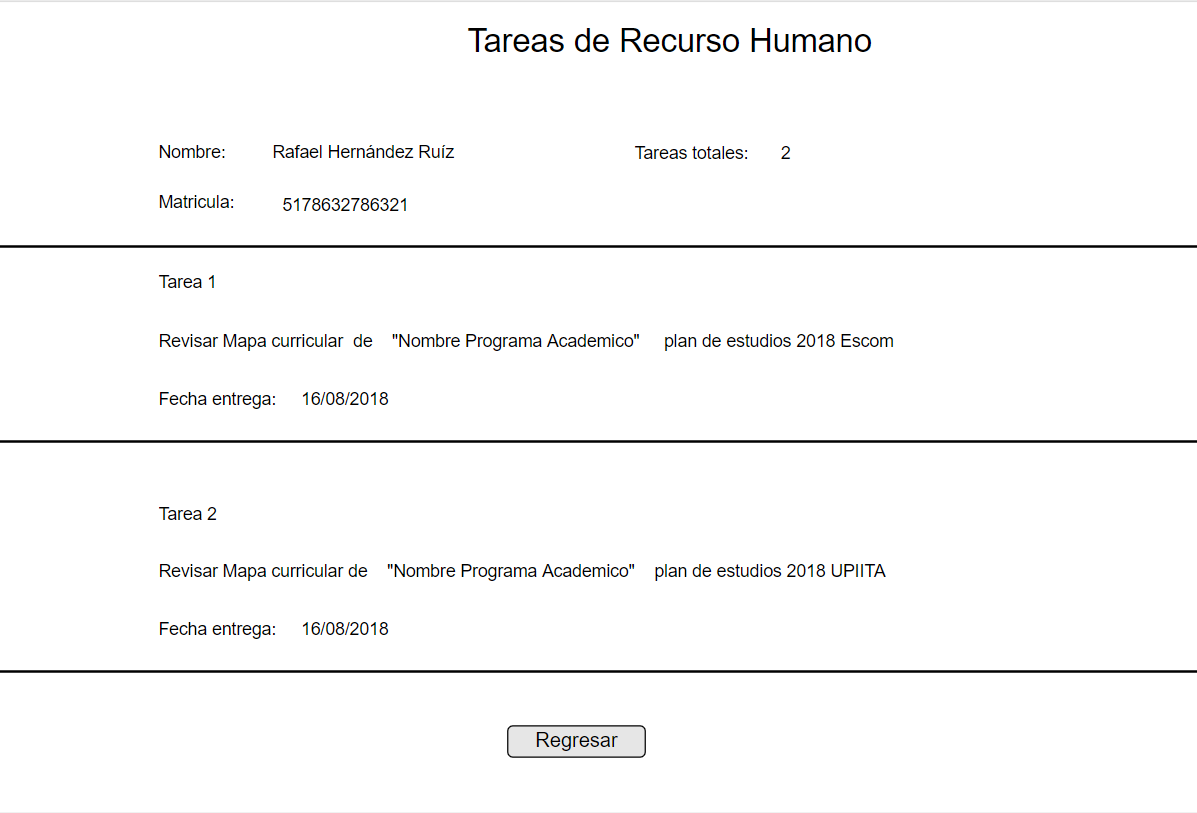 Tareas de Recurso Humano
Nombre: Rafael Hernández Ruíz Tareas totales: 2
Matricula: 5178632786321
Tarea 1
Revisar Mapa curricular de "Nombre Programa Academico" plan de estudios 2018 Escom
Fecha entrega: 16/08/2018
Tarea 2
Revisar Mapa curricular de "Nombre Programa Academico" plan de estudios 2018 UPIITA
Fecha entrega: 16/08/2018
Regresar